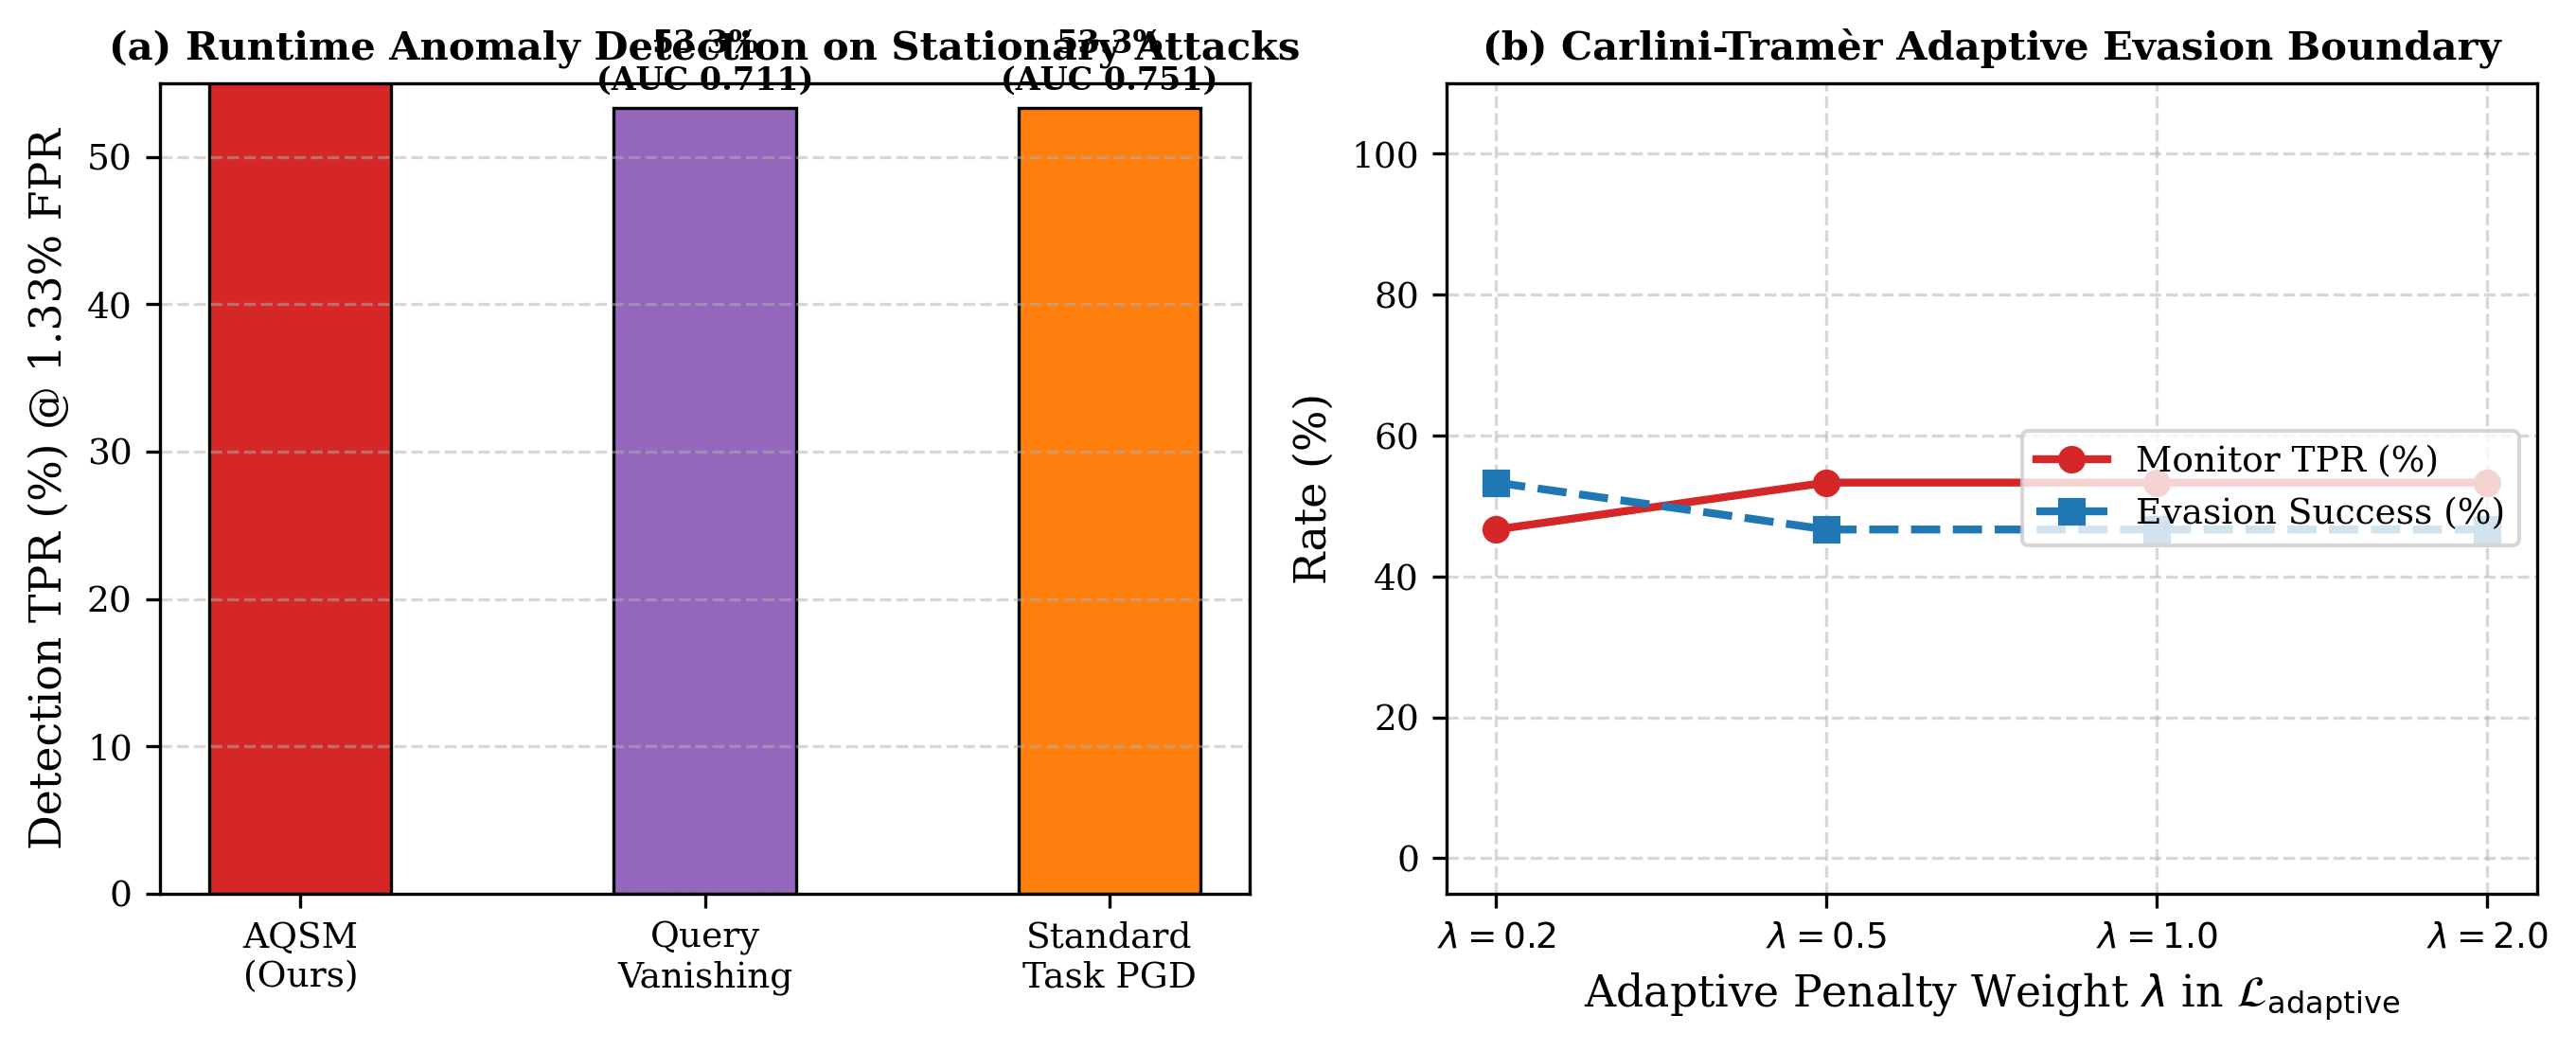 (a) Runtime Anomaly Detection on Stationary Attacks
53.3%
(AUC 0.711)
53.3%
(AUC 0.751)
Detection TPR (%) @ 1.33% FPR
50
40
30
20
10
0
AQSM
(Ours)
Query
Vanishing
Standard
Task PGD
(b) Carlini-Tramèr Adaptive Evasion Boundary
Rate (%)
100
80
60
40
20
0
Monitor TPR (%)
Evasion Success (%)
λ = 0.2
λ = 0.5
λ = 1.0
λ = 2.0
Adaptive Penalty Weight λ in ℒadaptive